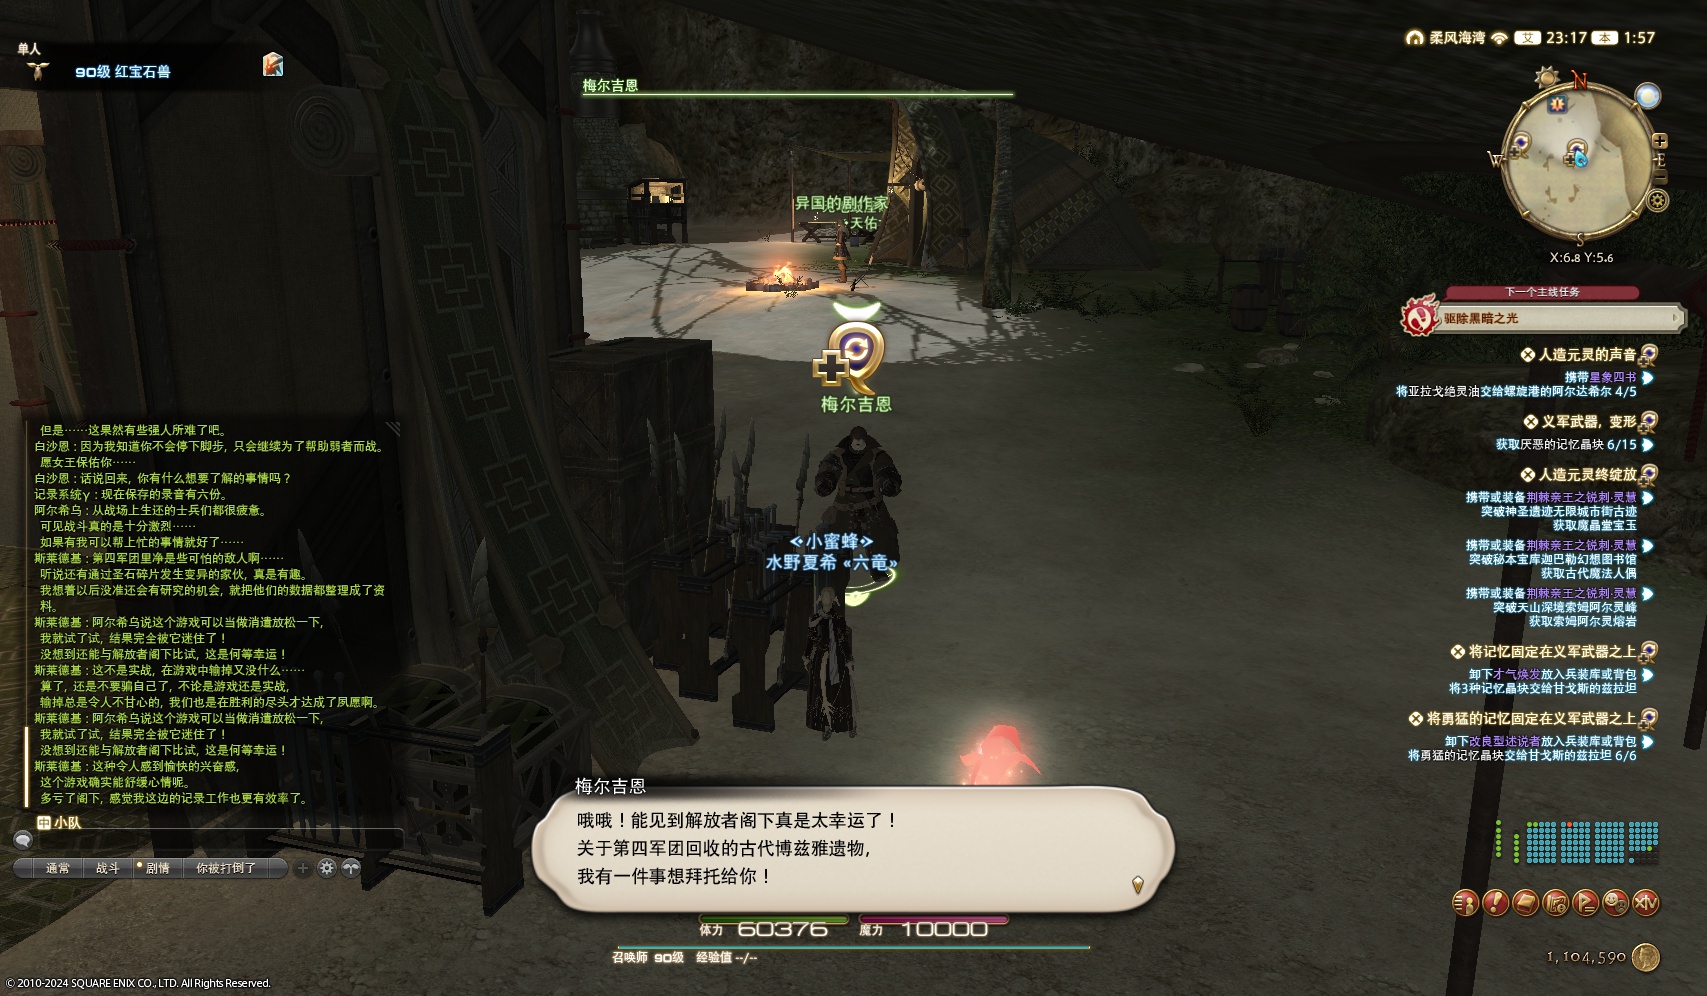 单人
90级 红宝石兽
梅尔吉恩
柔风海湾 艾 23:17 本 1:57
N
W
E
S
X:6.8 Y:5.6
异国的剧作家
天佑
梅尔吉恩
«小蜜蜂»
水野夏希 «六竜»
下一个主线任务
驱除黑暗之光
人造元灵的声音
携带星象四书
将亚拉戈绝灵油交给螺旋港的阿尔达希尔 4/5
义军武器，变形
获取厌恶的记忆晶块 6/15
人造元灵终绽放
携带或装备荆棘亲王之锐刺·灵慧
突破神圣遗迹无限城市街古迹
获取魔晶堂宝玉
携带或装备荆棘亲王之锐刺·灵慧
突破秘本宝库迦巴勒幻想图书馆
获取古代魔法人偶
携带或装备荆棘亲王之锐刺·灵慧
突破天山深境索姆阿尔灵峰
获取索姆阿尔灵熔岩
将记忆固定在义军武器之上
卸下才气焕发放入兵装库或背包
将3种记忆晶块交给甘戈斯的兹拉坦
将勇猛的记忆固定在义军武器之上
卸下改良型述说者放入兵装库或背包
将勇猛的记忆晶块交给甘戈斯的兹拉坦 6/6
但是……这果然有些强人所难了吧。
白沙恩：因为我知道你不会停下脚步，只会继续为了帮助弱者而战。
愿女王保佑你……
白沙恩：话说回来，你有什么想要了解的事情吗？
记录系统γ：现在保存的录音有六份。
阿尔希乌：从战场上生还的士兵们都很疲惫。
可见战斗真的是十分激烈……
如果有我可以帮上忙的事情就好了……
斯莱德基：第四军团里净是些可怕的敌人啊……
听说还有通过圣石碎片发生变异的家伙，真是有趣。
我想着以后没准还会有研究的机会，就把他们的数据都整理成了资
料。
斯莱德基：阿尔希乌说这个游戏可以当做消遣放松一下，
我就试了试，结果完全被它迷住了！
没想到还能与解放者阁下比试，这是何等幸运！
斯莱德基：这不是实战，在游戏中输掉又没什么……
算了，还是不要骗自己了，不论是游戏还是实战，
输掉总是令人不甘心的，我们也是在胜利的尽头才达成了夙愿啊。
斯莱德基：阿尔希乌说这个游戏可以当做消遣放松一下，
我就试了试，结果完全被它迷住了！
没想到还能与解放者阁下比试，这是何等幸运！
斯莱德基：这种令人感到愉快的兴奋感，
这个游戏确实能舒缓心情呢。
多亏了阁下，感觉我这边的记录工作也更有效率了。
中 小队
通常 战斗 剧情 你被打倒了
梅尔吉恩
哦哦！能见到解放者阁下真是太幸运了！
关于第四军团回收的古代博兹雅遗物，
我有一件事想拜托给你！
体力 60376 魔力 10000
召唤师 90级 经验值 --/--
XIV
1,104,590
© 2010-2024 SQUARE ENIX CO., LTD. All Rights Reserved.